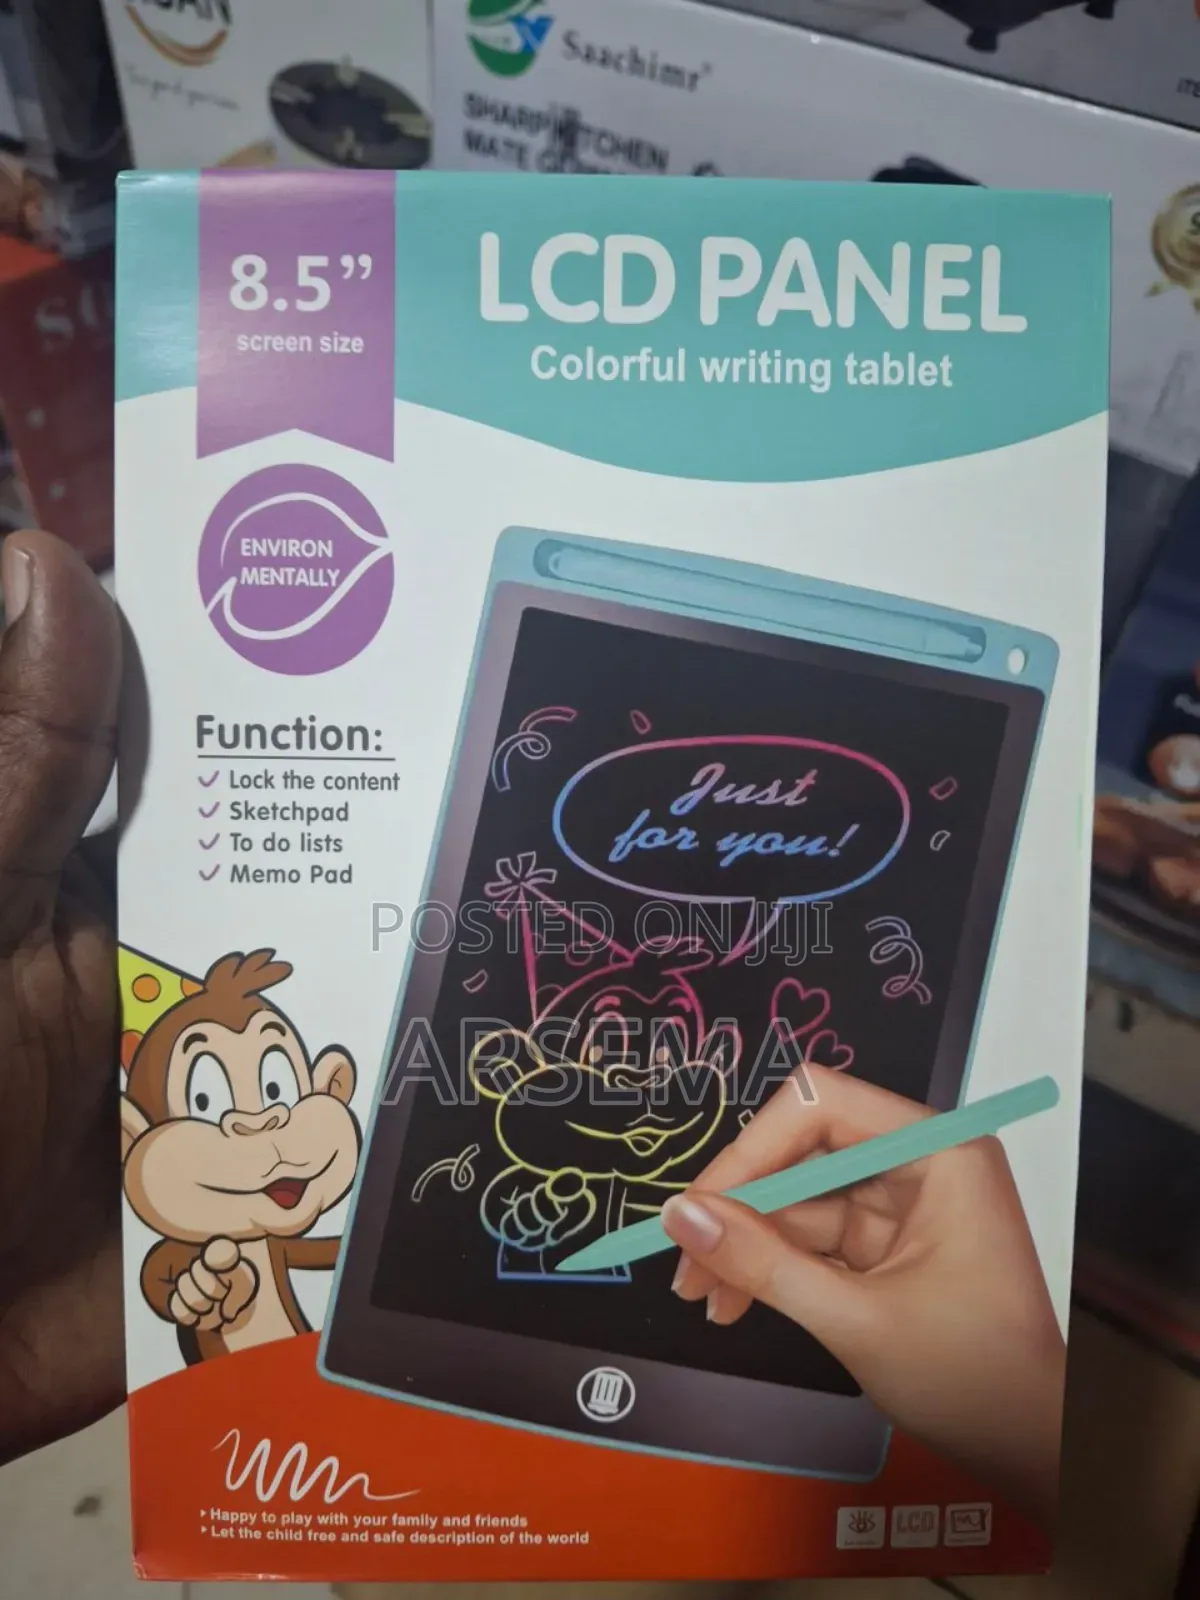 Saachimr
8.5”
screen size
LCD PANEL
Colorful writing tablet
ENVIRON
MENTALLY
Function:
Lock the content
Sketchpad
To do lists
Memo Pad
Just
for you!
POSTED ON JIJI
ARSEMA
Happy to play with your family and friends
Let the child free and safe description of the world
LCD